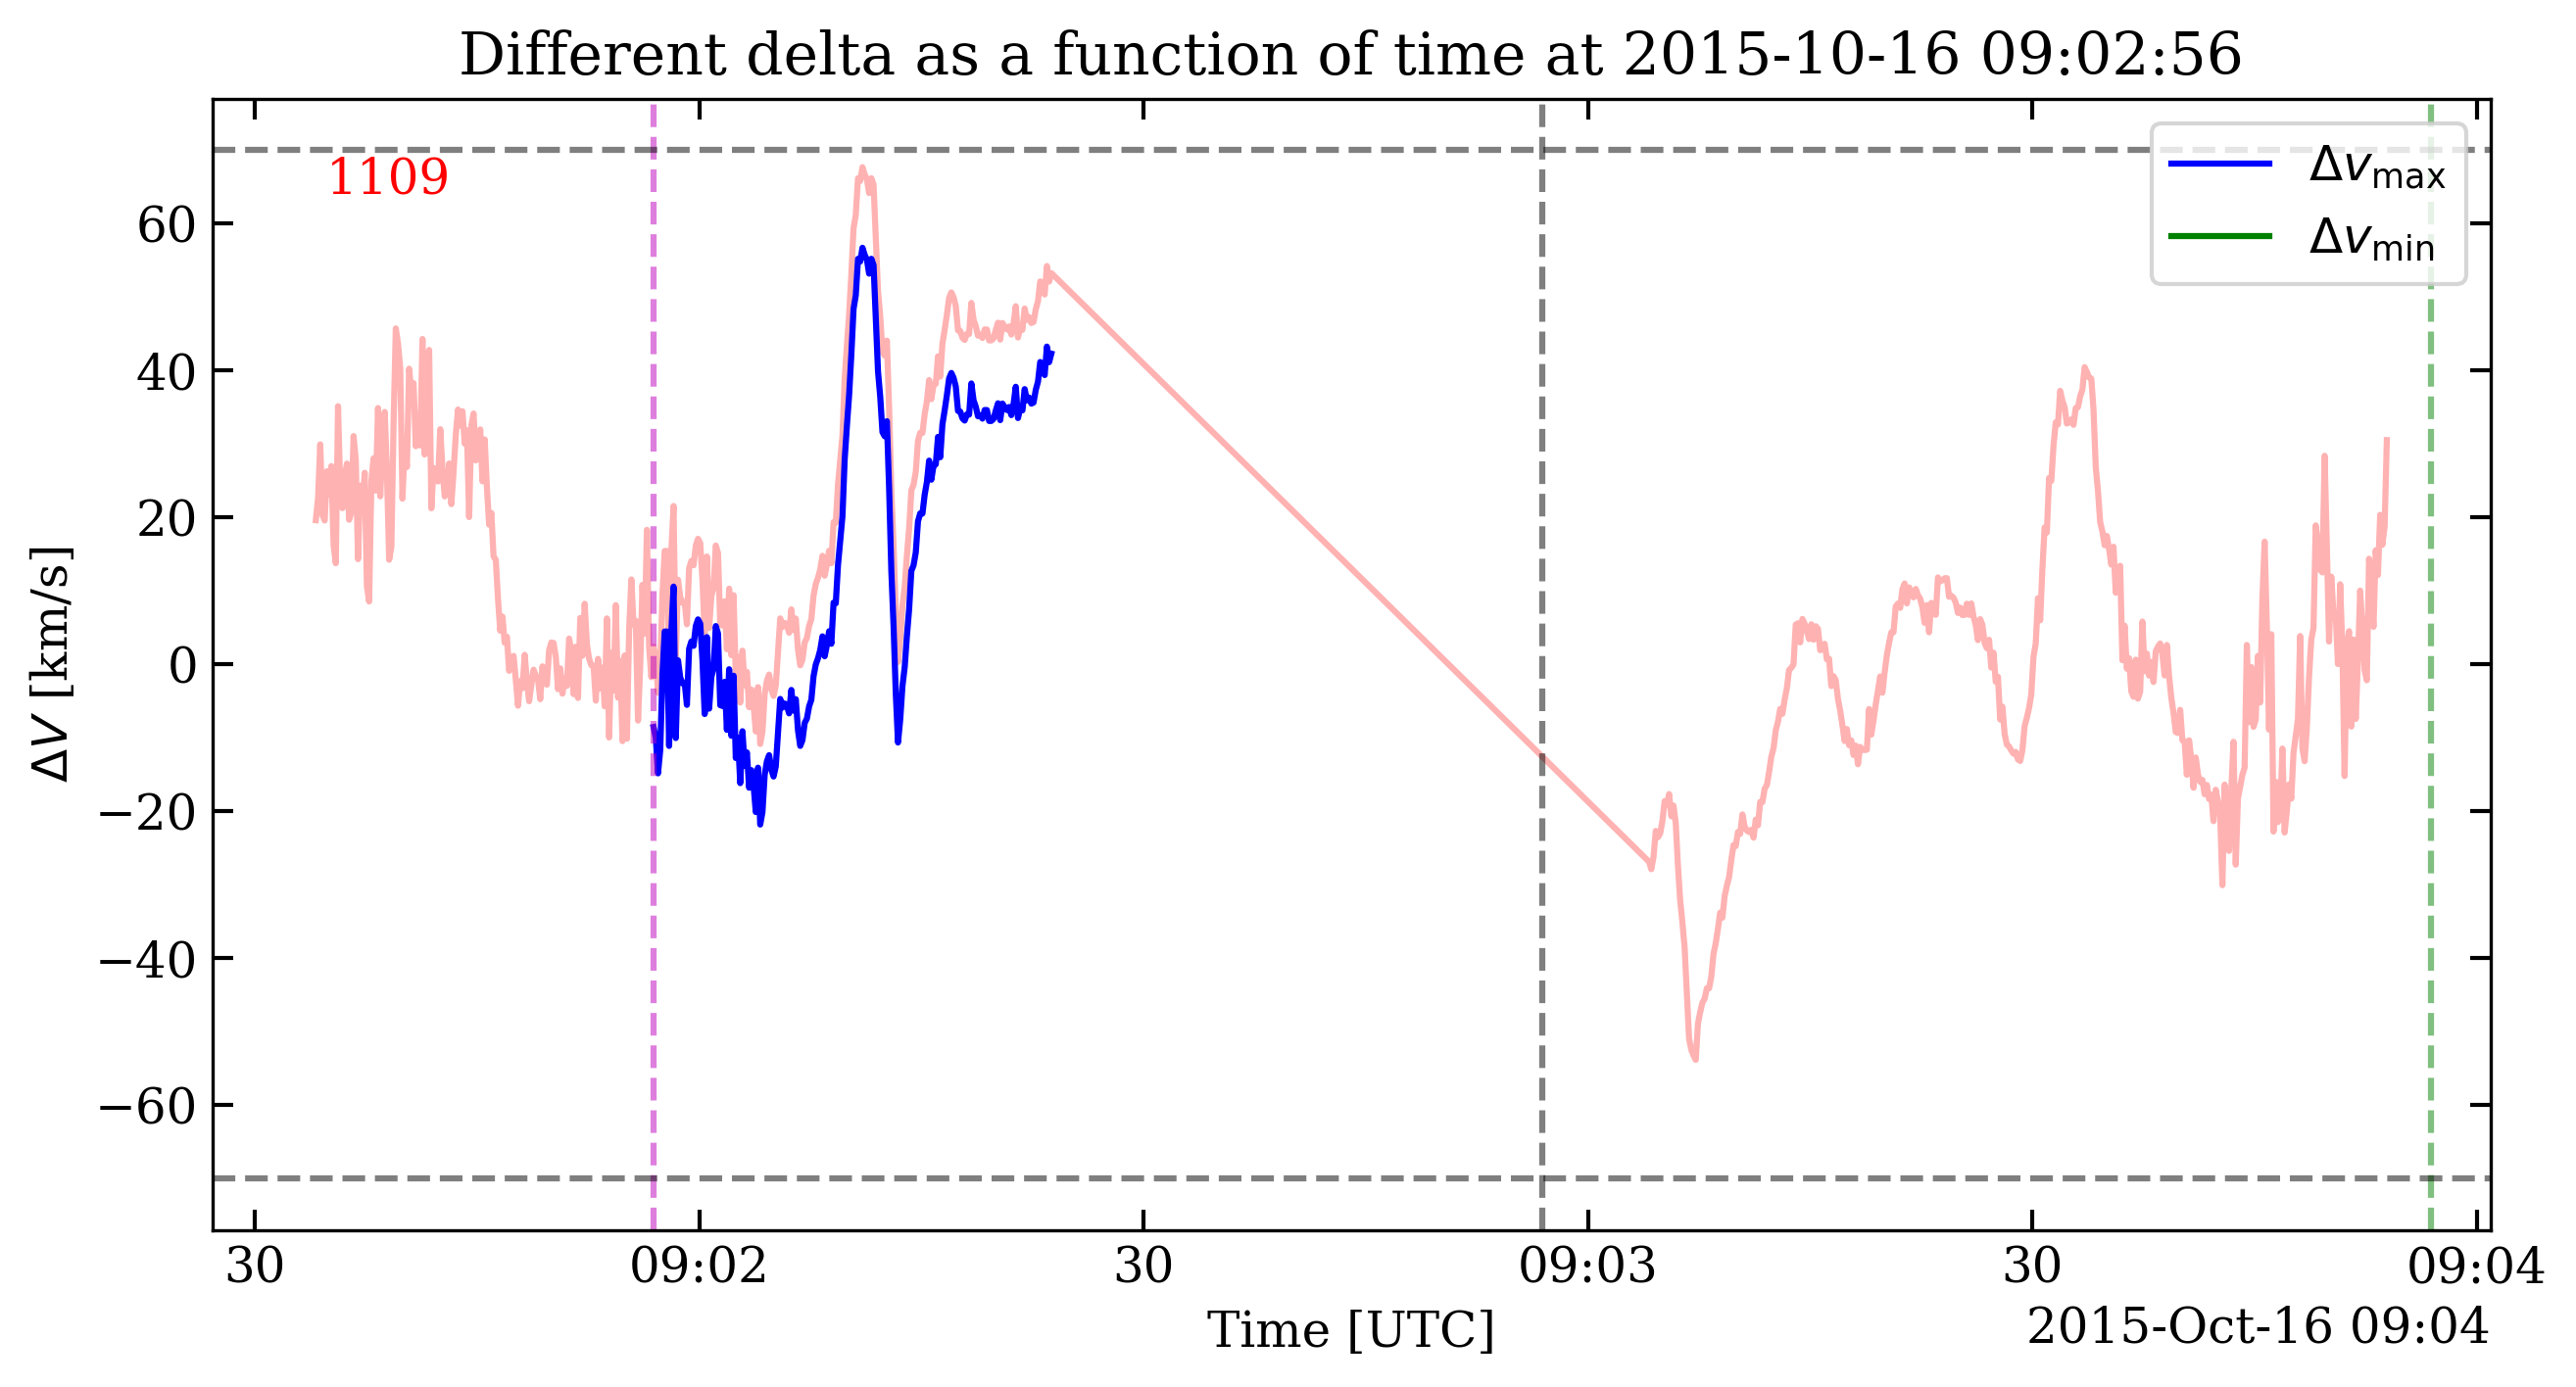 Different delta as a function of time at 2015-10-16 09:02:56
1109
Δv_max
Δv_min
60
40
20
0
−20
−40
−60
ΔV [km/s]
30 09:02 30 09:03 30 09:04
Time [UTC]
2015-Oct-16 09:04